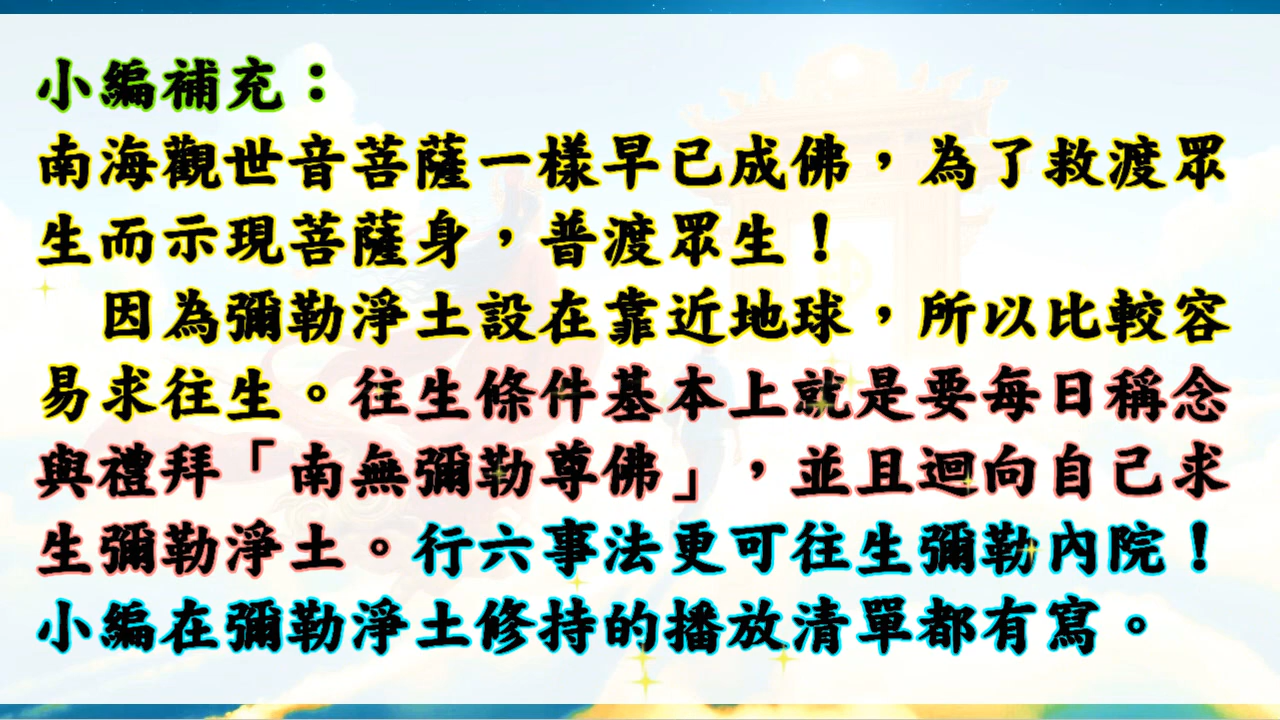 小編補充：
南海觀世音菩薩一樣早已成佛，為了救渡眾
生而示現菩薩身，普渡眾生！
因為彌勒淨土設在靠近地球，所以比較容
易求往生。往生條件基本上就是要每日稱念
與禮拜「南無彌勒尊佛」，並且迴向自己求
生彌勒淨土。行六事法更可往生彌勒內院！
小編在彌勒淨土修持的播放清單都有寫。